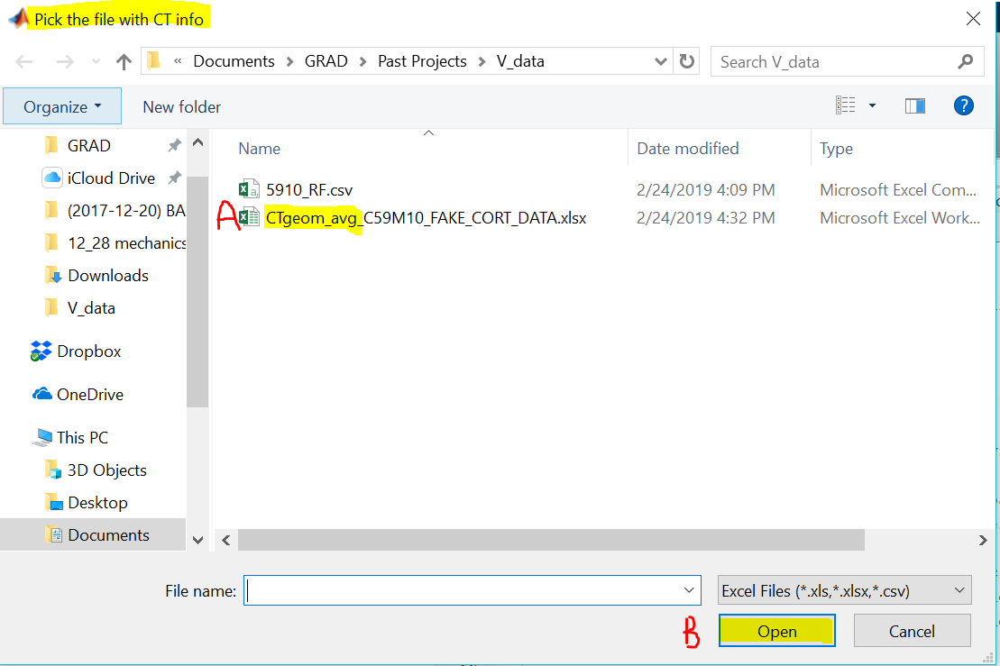 Pick the file with CT info
« Documents > GRAD > Past Projects > V_data
Search V_data
Organize
New folder
Name
Date modified
Type
GRAD
iCloud Drive
(2017-12-20) BA
12_28 mechanics
Downloads
V_data
Dropbox
OneDrive
This PC
3D Objects
Desktop
Documents
5910_RF.csv 2/24/2019 4:09 PM Microsoft Excel Com...
A CTgeom_avg_C59M10_FAKE_CORT_DATA.xlsx 2/24/2019 4:32 PM Microsoft Excel Work...
File name:
Excel Files (*.xls,*.xlsx,*.csv)
B Open
Cancel